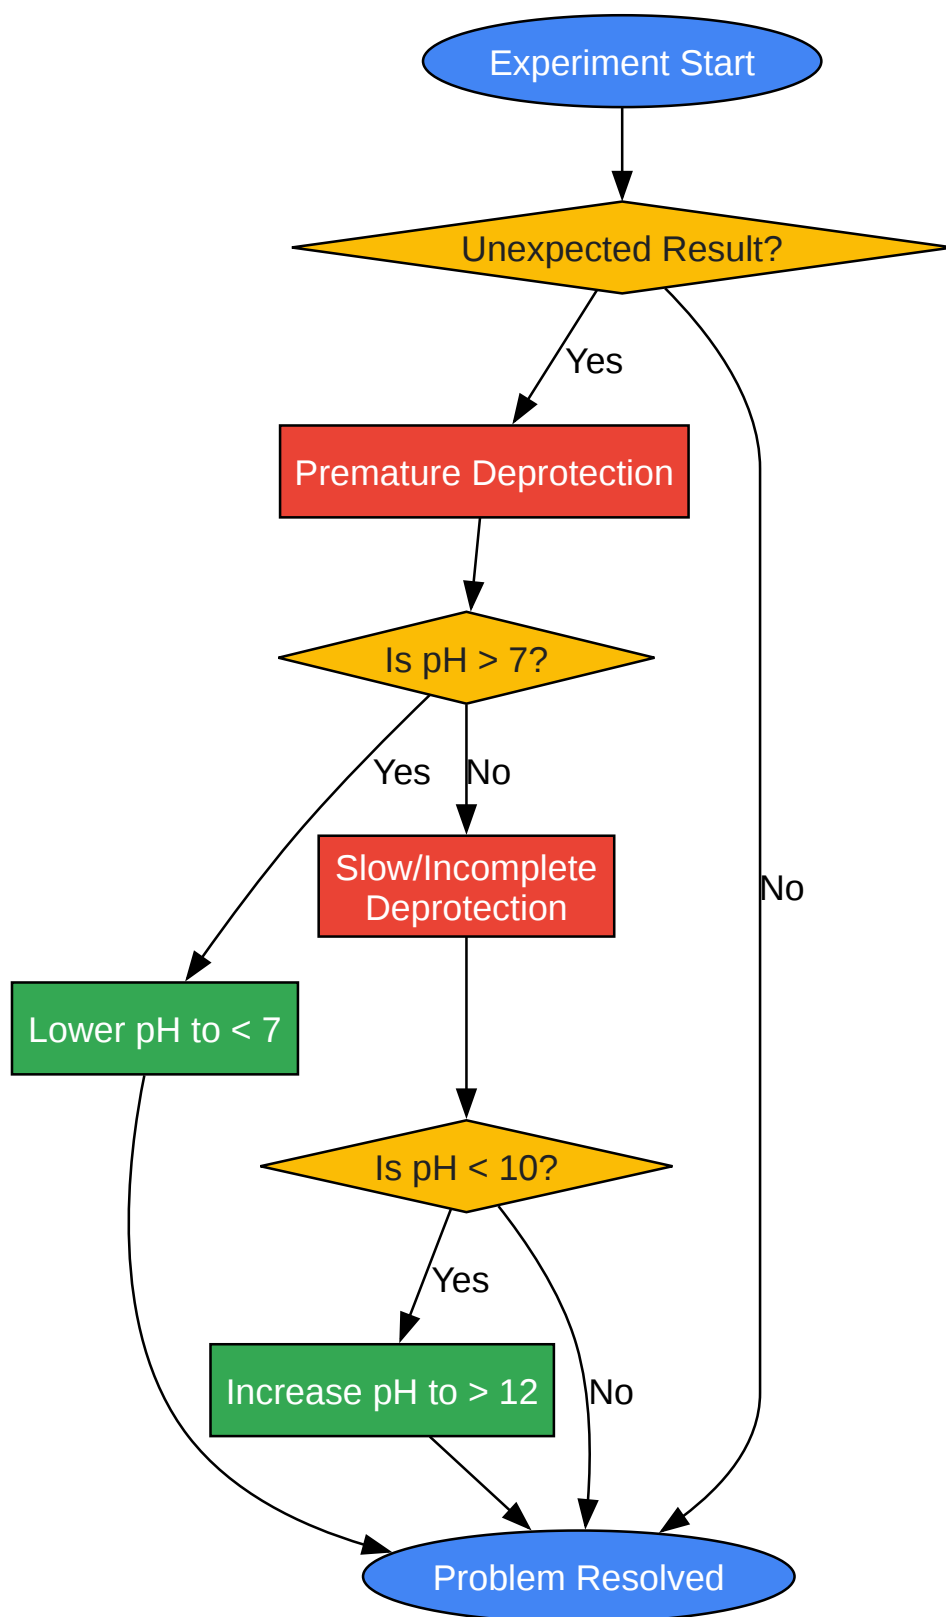 Experiment Start
Unexpected Result?
Yes
Premature Deprotection
Is pH > 7?
Yes
No
Slow/Incomplete
Deprotection
No
Lower pH to < 7
Is pH < 10?
Yes
Increase pH to > 12
No
Problem Resolved